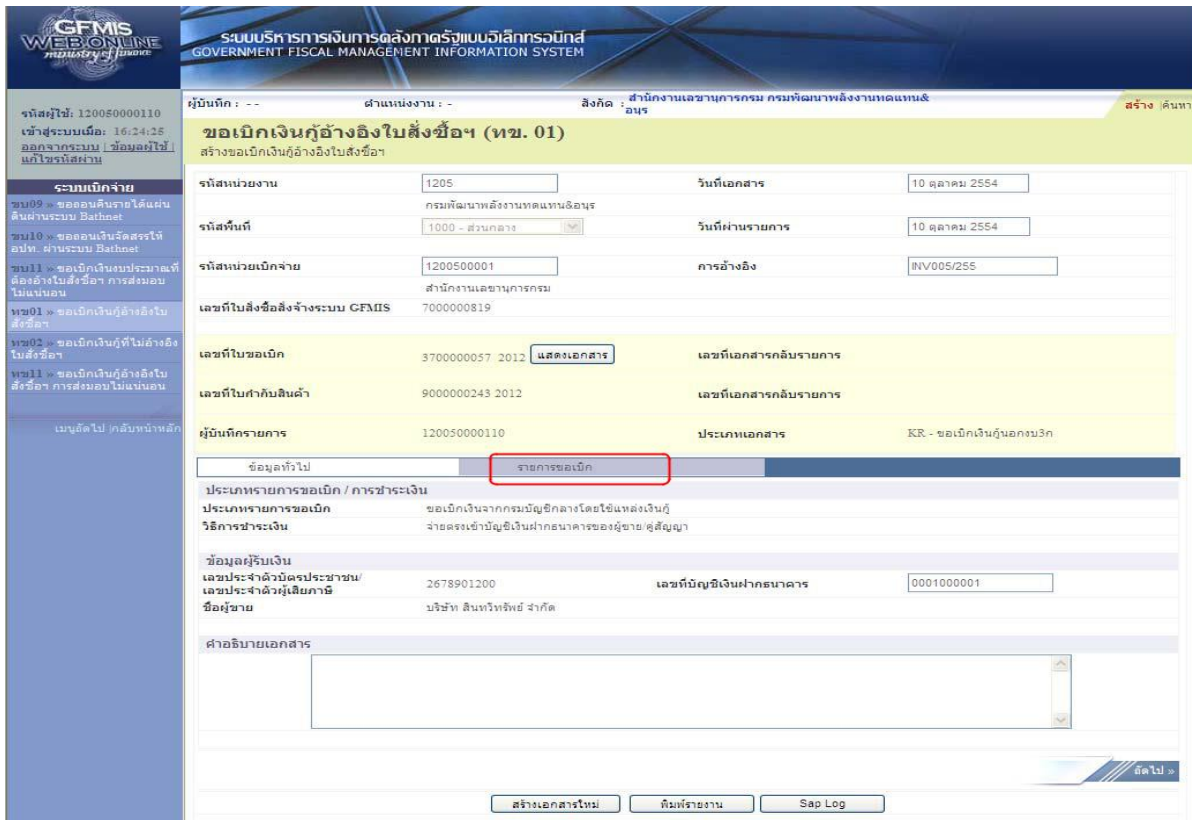 GFMIS
WEB ONLINE
ministry of finance
ระบบบริหารการเงินการคลังภาครัฐแบบอิเล็กทรอนิกส์
GOVERNMENT FISCAL MANAGEMENT INFORMATION SYSTEM
รหัสผู้ใช้: 120050000110
เข้าสู่ระบบเมื่อ: 16:24:25
ออกจากระบบ | ข้อมูลผู้ใช้ |
แก้ไขรหัสผ่าน
ระบบเบิกจ่าย
ขบ09 » ขอถอนคืนรายได้แผ่น
ดินผ่านระบบ Bathnet
ขบ10 » ขอถอนเงินจัดสรรให้
อปท. ผ่านระบบ Bathnet
ขบ11 » ขอเบิกเงินงบประมาณที่
ต้องอ้างใบสั่งซื้อฯ การส่งมอบ
ไม่แน่นอน
ทข01 » ขอเบิกเงินกู้อ้างอิงใบ
สั่งซื้อฯ
ทข02 » ขอเบิกเงินกู้ที่ไม่อ้างอิง
ใบสั่งซื้อฯ
ทข11 » ขอเบิกเงินกู้อ้างอิงใบ
สั่งซื้อฯ การส่งมอบไม่แน่นอน
เมนูถัดไป |กลับหน้าหลัก
ผู้บันทึก : - - ตำแหน่งงาน : - สังกัด : สำนักงานเลขานุการกรม กรมพัฒนาพลังงานทดแทน&
อนุร
สร้าง |ค้นหา
ขอเบิกเงินกู้อ้างอิงใบสั่งซื้อฯ (ทข. 01)
สร้างขอเบิกเงินกู้อ้างอิงใบสั่งซื้อฯ
รหัสหน่วยงาน 1205 วันที่เอกสาร 10 ตุลาคม 2554
กรมพัฒนาพลังงานทดแทน&อนุร
รหัสพื้นที่ 1000 - ส่วนกลาง วันที่ผ่านรายการ 10 ตุลาคม 2554
รหัสหน่วยเบิกจ่าย 1200500001 การอ้างอิง INV005/255
สำนักงานเลขานุการกรม
เลขที่ใบสั่งซื้อสั่งจ้างระบบ GFMIS 7000000819
เลขที่ใบขอเบิก 3700000057 2012 แสดงเอกสาร เลขที่เอกสารกลับรายการ
เลขที่ใบกำกับสินค้า 9000000243 2012 เลขที่เอกสารกลับรายการ
ผู้บันทึกรายการ 120050000110 ประเภทเอกสาร KR - ขอเบิกเงินกู้นอกงบ3ก
ข้อมูลทั่วไป รายการขอเบิก
ประเภทรายการขอเบิก / การชำระเงิน
ประเภทรายการขอเบิก ขอเบิกเงินจากกรมบัญชีกลางโดยใช้แหล่งเงินกู้
วิธีการชำระเงิน จ่ายตรงเข้าบัญชีเงินฝากธนาคารของผู้ขาย/คู่สัญญา
ข้อมูลผู้รับเงิน
เลขประจำตัวบัตรประชาชน/
เลขประจำตัวผู้เสียภาษี 2678901200 เลขที่บัญชีเงินฝากธนาคาร 0001000001
ชื่อผู้ขาย บริษัท สินทวีทรัพย์ จำกัด
คำอธิบายเอกสาร
ถัดไป »
สร้างเอกสารใหม่ พิมพ์รายงาน Sap Log